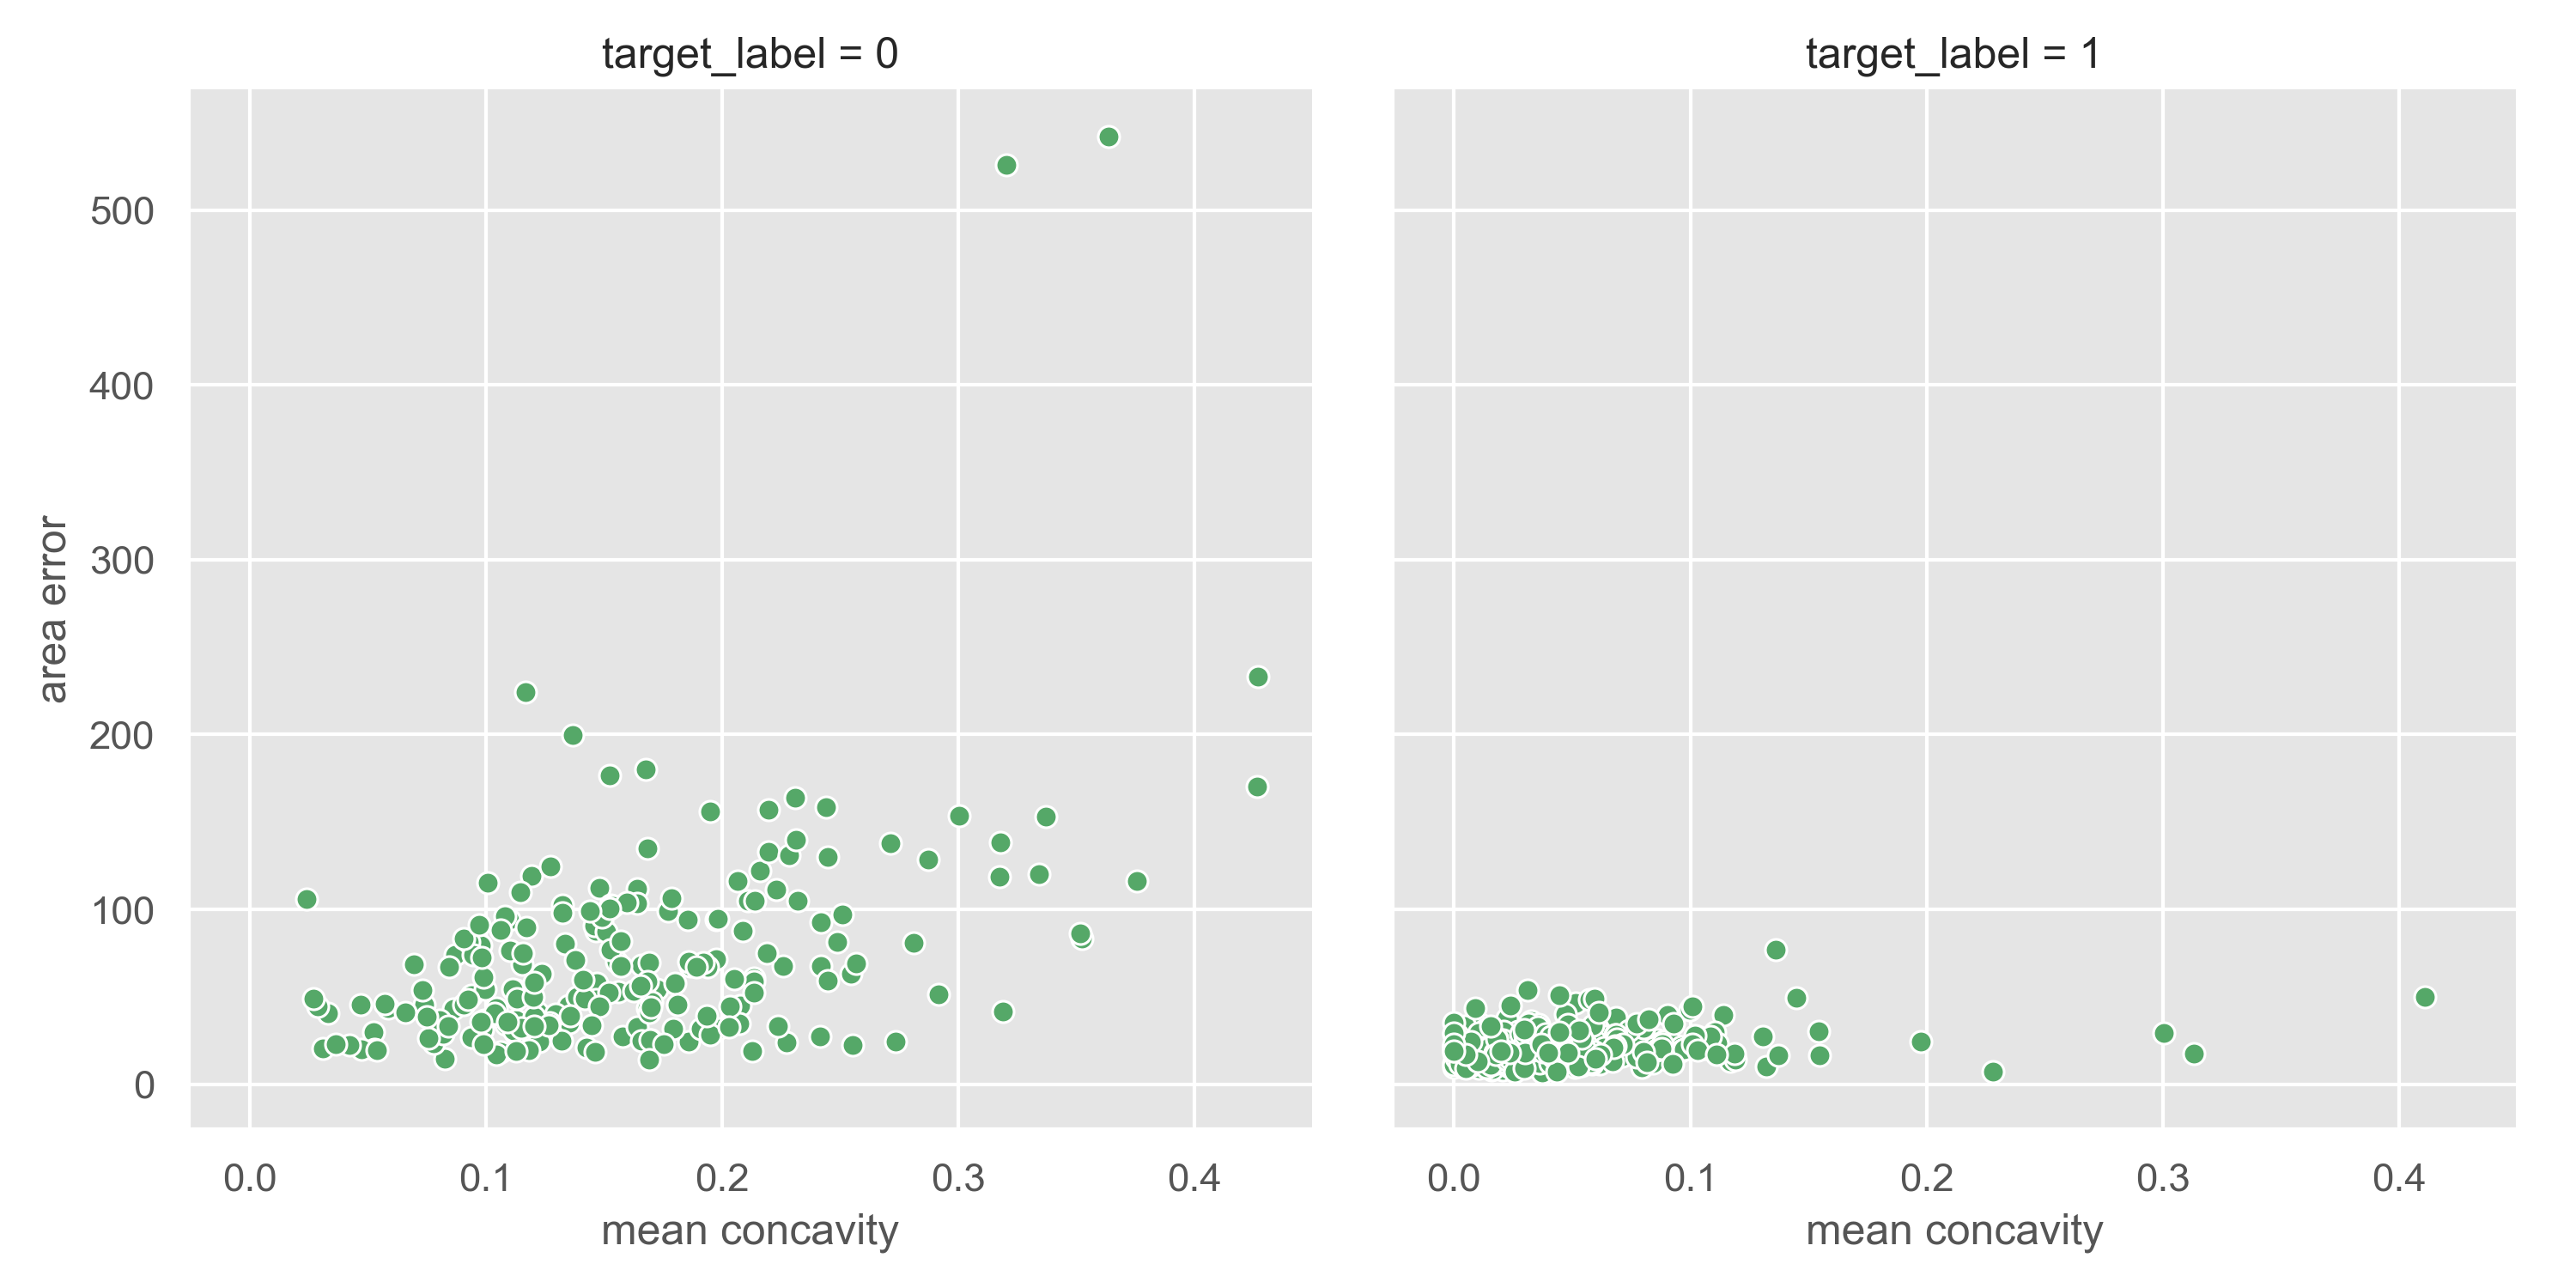 target_label = 0
target_label = 1
area error
500
400
300
200
100
0
0.0 0.1 0.2 0.3 0.4
0.0 0.1 0.2 0.3 0.4
mean concavity
mean concavity